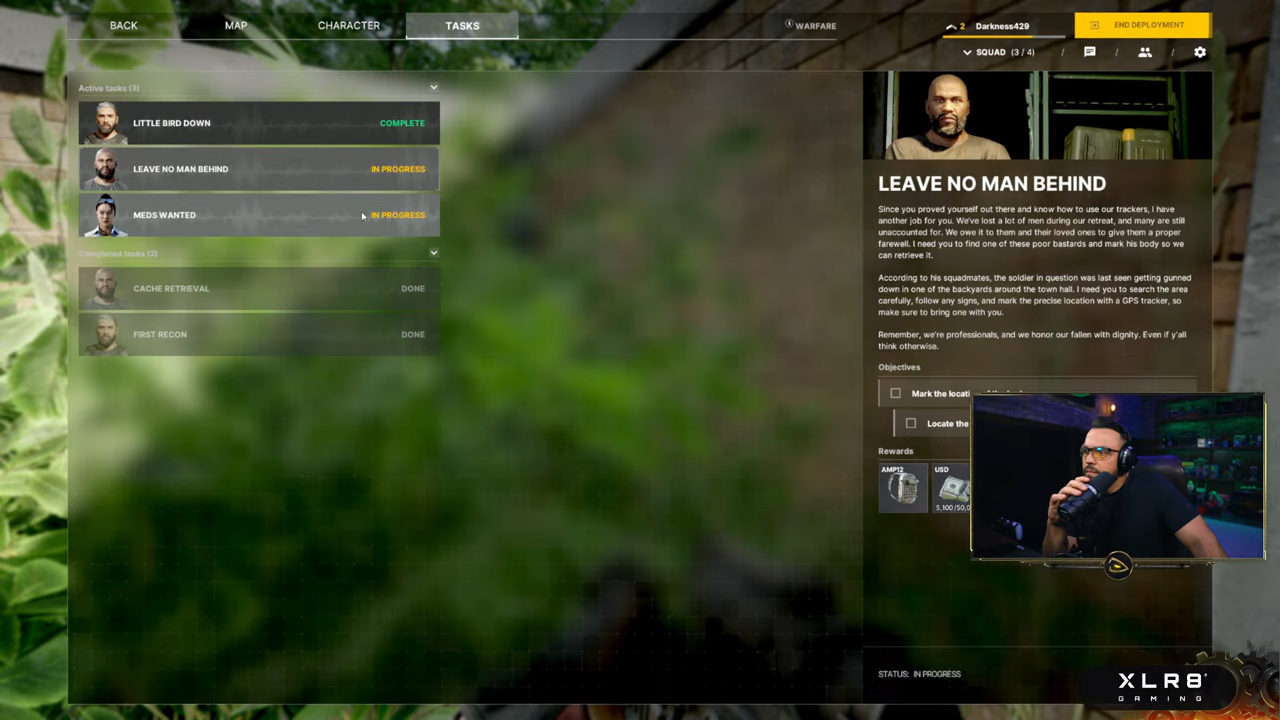 BACK
MAP
CHARACTER
TASKS
WARFARE
2 Darkness429
END DEPLOYMENT
SQUAD (3 / 4)
Active tasks (3)
LITTLE BIRD DOWN
COMPLETE
LEAVE NO MAN BEHIND
IN PROGRESS
MEDS WANTED
IN PROGRESS
Completed tasks (2)
CACHE RETRIEVAL
DONE
FIRST RECON
DONE
LEAVE NO MAN BEHIND
Since you proved yourself out there and know how to use our trackers, I have
another job for you. We've lost a lot of men during our retreat, and many are still
unaccounted for. We owe it to them and their loved ones to give them a proper
farewell. I need you to find one of these poor bastards and mark his body so we
can retrieve it.
According to his squadmates, the soldier in question was last seen getting gunned
down in one of the backyards around the town hall. I need you to search the area
carefully, follow any signs, and mark the precise location with a GPS tracker, so
make sure to bring one with you.
Remember, we're professionals, and we honor our fallen with dignity. Even if y'all
think otherwise.
Objectives
Mark the
Locate the
Rewards
AMP12
USD
STATUS: IN PROGRESS
XLR8
GAMING